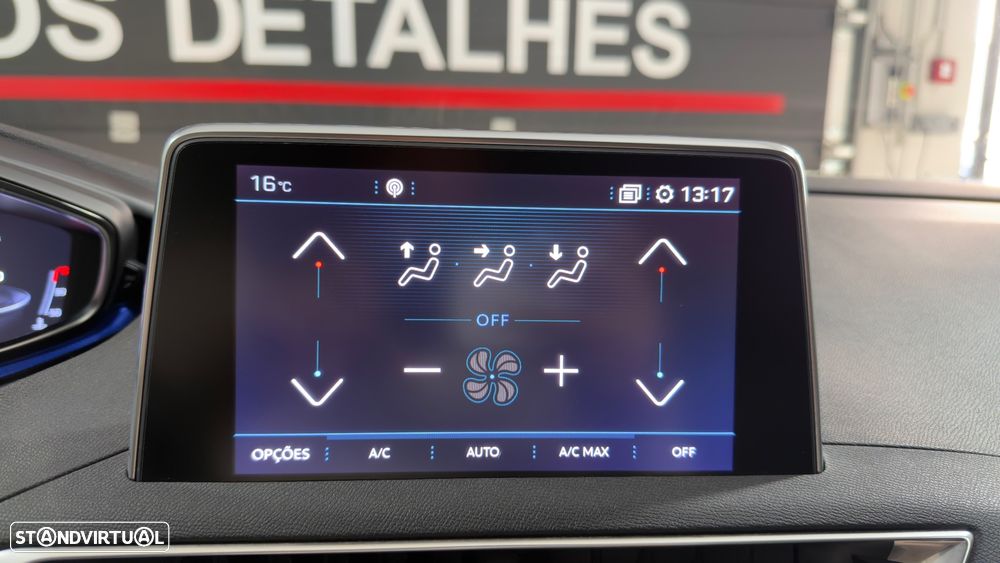 OS DETALHES
16°C
13:17
OFF
OPÇÕES A/C AUTO A/C MAX OFF
STANDVIRTUAL